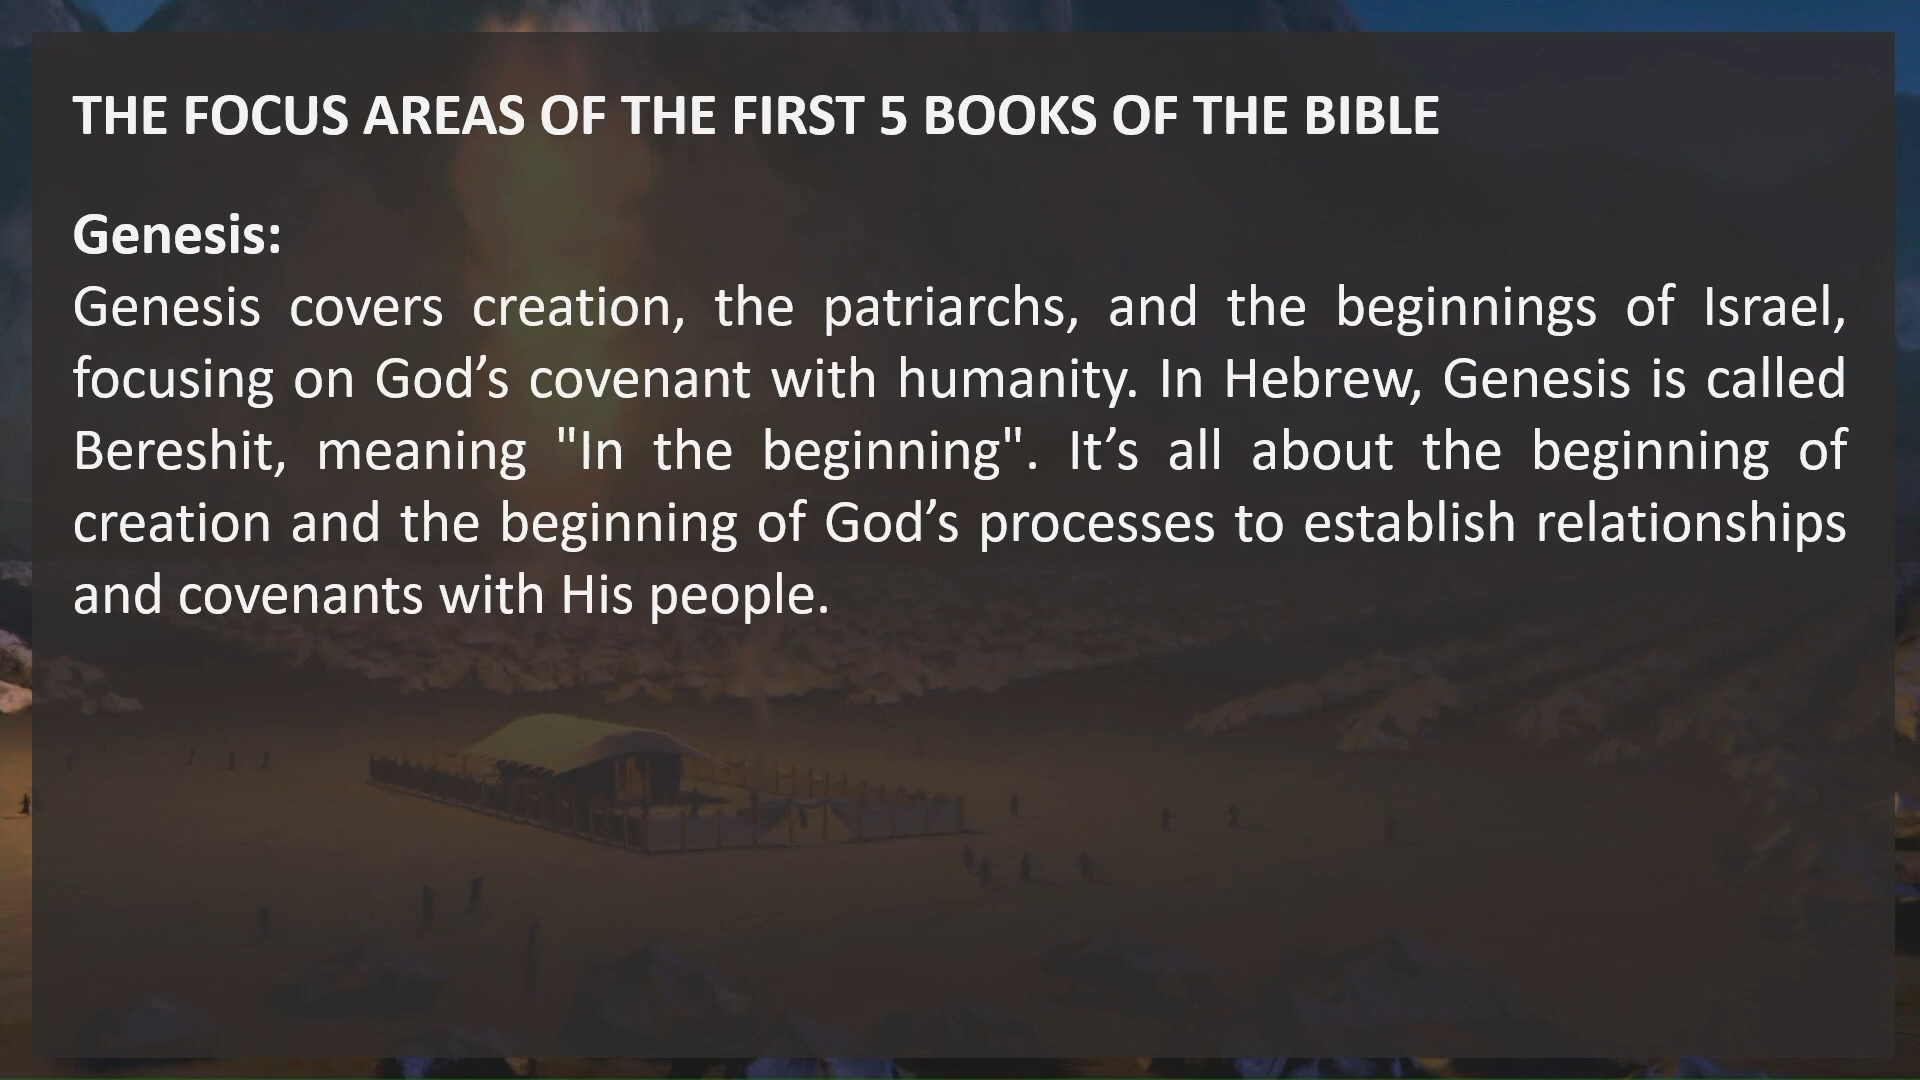 THE FOCUS AREAS OF THE FIRST 5 BOOKS OF THE BIBLE
Genesis:
Genesis covers creation, the patriarchs, and the beginnings of Israel,
focusing on God’s covenant with humanity. In Hebrew, Genesis is called
Bereshit, meaning "In the beginning". It’s all about the beginning of
creation and the beginning of God’s processes to establish relationships
and covenants with His people.